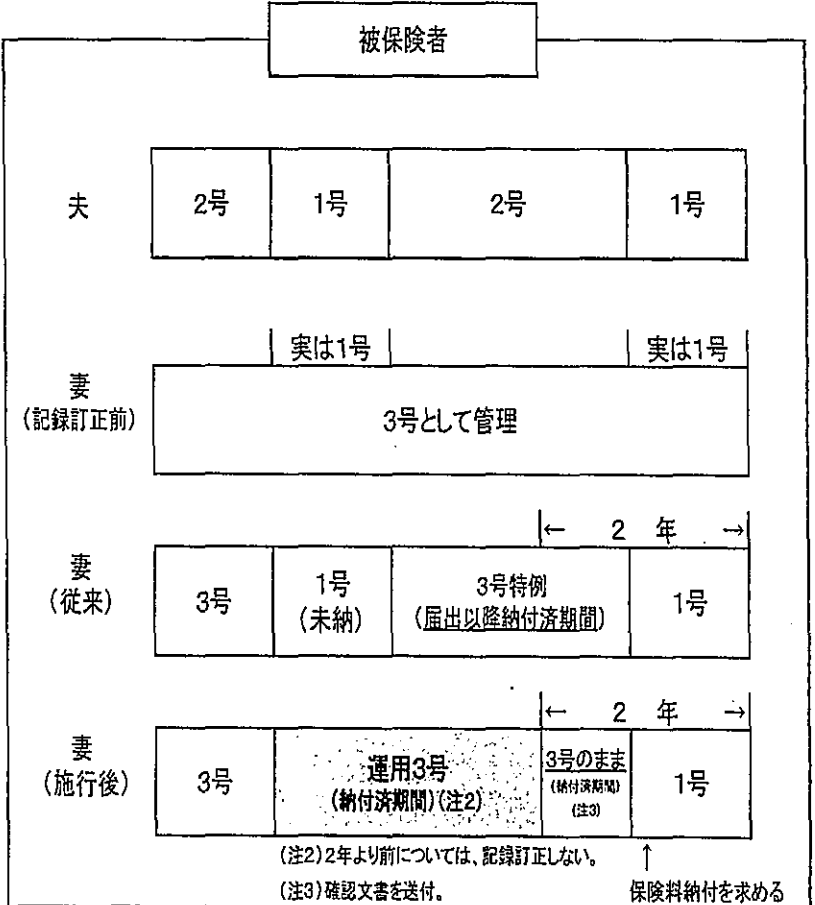 被保険者
夫
2号
1号
2号
1号
実は1号
実は1号
妻
(記録訂正前)
3号として管理
← 2 年 →
妻
(従来)
3号
1号
(未納)
3号特例
(届出以降納付済期間)
1号
← 2 年 →
妻
(施行後)
3号
運用3号
(納付済期間)(注2)
3号のまま
(納付済期間)
(注3)
1号
(注2)2年より前については、記録訂正しない。
↑
(注3)確認文書を送付。
保険料納付を求める